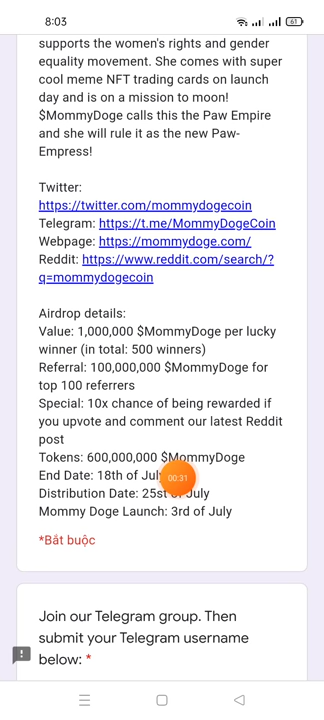 8:03
61
supports the women's rights and gender
equality movement. She comes with super
cool meme NFT trading cards on launch
day and is on a mission to moon!
$MommyDoge calls this the Paw Empire
and she will rule it as the new Paw-
Empress!
Twitter:
https://twitter.com/mommydogecoin
Telegram: https://t.me/MommyDogeCoin
Webpage: https://mommydoge.com/
Reddit: https://www.reddit.com/search/?
q=mommydogecoin
Airdrop details:
Value: 1,000,000 $MommyDoge per lucky
winner (in total: 500 winners)
Referral: 100,000,000 $MommyDoge for
top 100 referrers
Special: 10x chance of being rewarded if
you upvote and comment our latest Reddit
post
Tokens: 600,000,000 $MommyDoge
End Date: 18th of July
00:31
Distribution Date: 25st of July
Mommy Doge Launch: 3rd of July
*Bắt buộc
Join our Telegram group. Then
submit your Telegram username
below: *